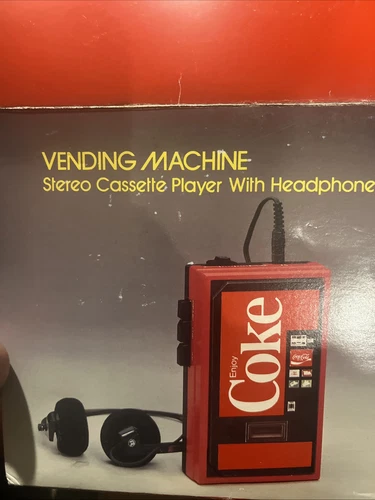 VENDING MACHINE
Stereo Cassette Player With Headphone
Enjoy
Coke